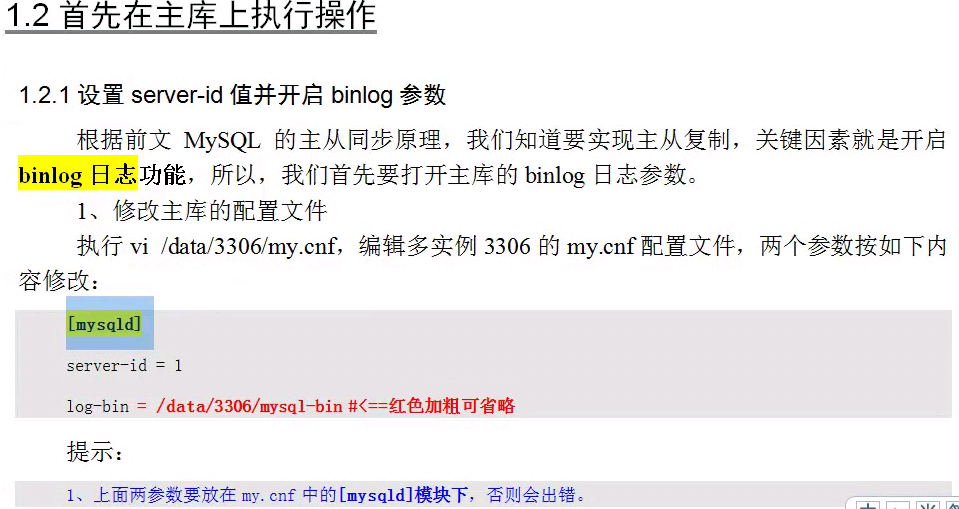 1.2 首先在主库上执行操作
1.2.1 设置 server-id 值并开启 binlog 参数
根据前文 MySQL 的主从同步原理，我们知道要实现主从复制，关键因素就是开启
binlog 日志功能，所以，我们首先要打开主库的 binlog 日志参数。
1、修改主库的配置文件
执行 vi /data/3306/my.cnf，编辑多实例 3306 的 my.cnf 配置文件，两个参数按如下内
容修改：
[mysqld]
server-id = 1
log-bin = /data/3306/mysql-bin #<==红色加粗可省略
提示：
1、上面两参数要放在 my.cnf 中的[mysqld]模块下，否则会出错。